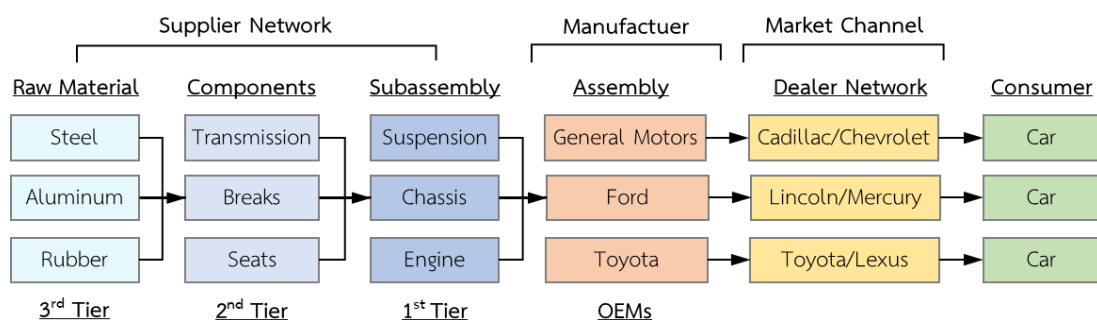 Supplier Network
Manufactuer
Market Channel
Raw Material
Components
Subassembly
Assembly
Dealer Network
Consumer
Steel
Transmission
Suspension
General Motors
Cadillac/Chevrolet
Car
Aluminum
Breaks
Chassis
Ford
Lincoln/Mercury
Car
Rubber
Seats
Engine
Toyota
Toyota/Lexus
Car
3rd Tier
2nd Tier
1st Tier
OEMs